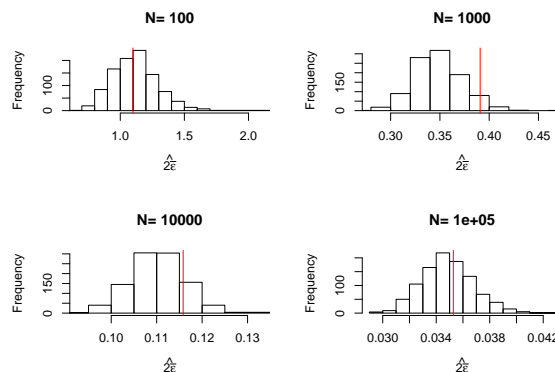 N= 100
Frequency
100
1.0 1.5 2.0
2ε̂
N= 1000
Frequency
150
0.30 0.35 0.40 0.45
2ε̂
N= 10000
Frequency
0 150
0.10 0.11 0.12 0.13
2ε̂
N= 1e+05
Frequency
0 100
0.030 0.034 0.038 0.042
2ε̂